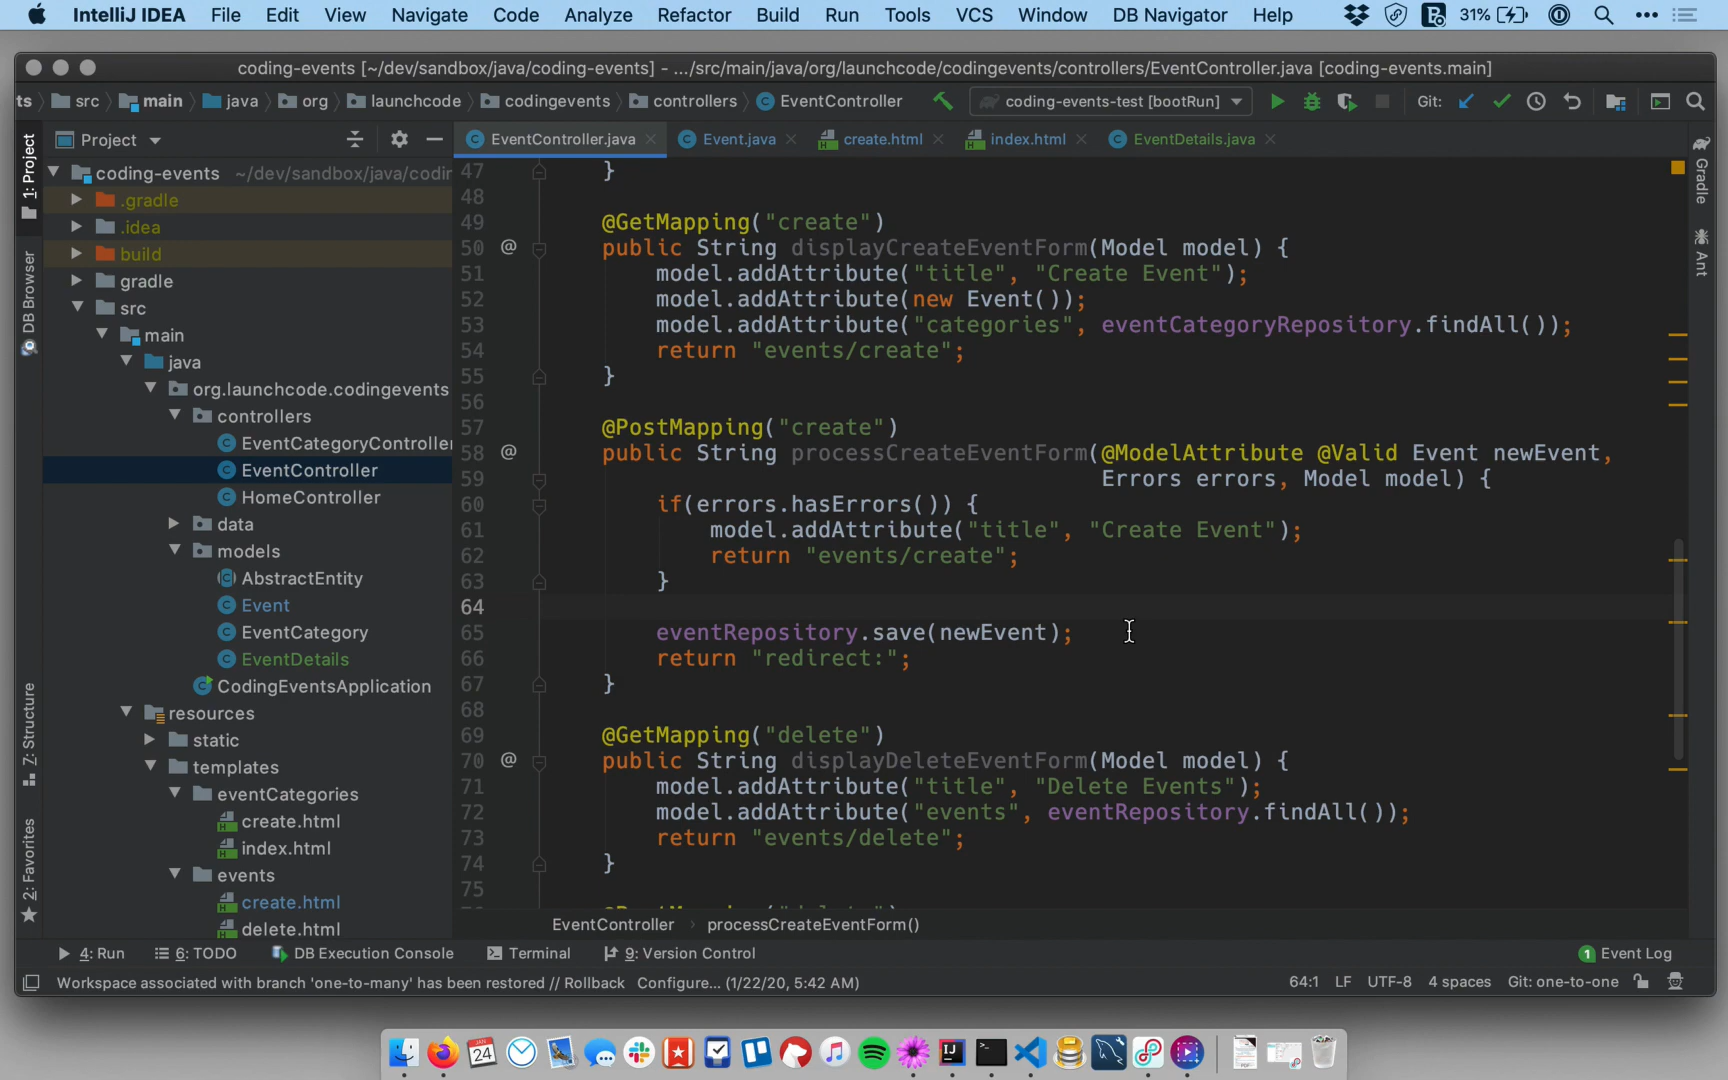 IntelliJ IDEA File Edit View Navigate Code Analyze Refactor Build Run Tools VCS Window DB Navigator Help 31%
coding-events [~/dev/sandbox/java/coding-events] - .../src/main/java/org/launchcode/codingevents/controllers/EventController.java [coding-events.main]
ts src main java org launchcode codingevents controllers EventController coding-events-test [bootRun] Git:
Project EventController.java Event.java create.html index.html EventDetails.java
1: Project
DB Browser
Z: Structure
2: Favorites
coding-events ~/dev/sandbox/java/codin
.gradle
.idea
build
gradle
src
main
java
org.launchcode.codingevents
controllers
EventCategoryController
EventController
HomeController
data
models
AbstractEntity
Event
EventCategory
EventDetails
CodingEventsApplication
resources
static
templates
eventCategories
create.html
index.html
events
create.html
delete.html
47 }
48
49 @GetMapping("create")
50 @ public String displayCreateEventForm(Model model) {
51 model.addAttribute("title", "Create Event");
52 model.addAttribute(new Event());
53 model.addAttribute("categories", eventCategoryRepository.findAll());
54 return "events/create";
55 }
56
57 @PostMapping("create")
58 @ public String processCreateEventForm(@ModelAttribute @Valid Event newEvent,
59 Errors errors, Model model) {
60 if(errors.hasErrors()) {
61 model.addAttribute("title", "Create Event");
62 return "events/create";
63 }
64
65 eventRepository.save(newEvent);
66 return "redirect:";
67 }
68
69 @GetMapping("delete")
70 @ public String displayDeleteEventForm(Model model) {
71 model.addAttribute("title", "Delete Events");
72 model.addAttribute("events", eventRepository.findAll());
73 return "events/delete";
74 }
75
EventController processCreateEventForm()
Gradle
Ant
4: Run 6: TODO DB Execution Console Terminal 9: Version Control 1 Event Log
Workspace associated with branch 'one-to-many' has been restored // Rollback Configure... (1/22/20, 5:42 AM) 64:1 LF UTF-8 4 spaces Git: one-to-one
JAN
24
IJ